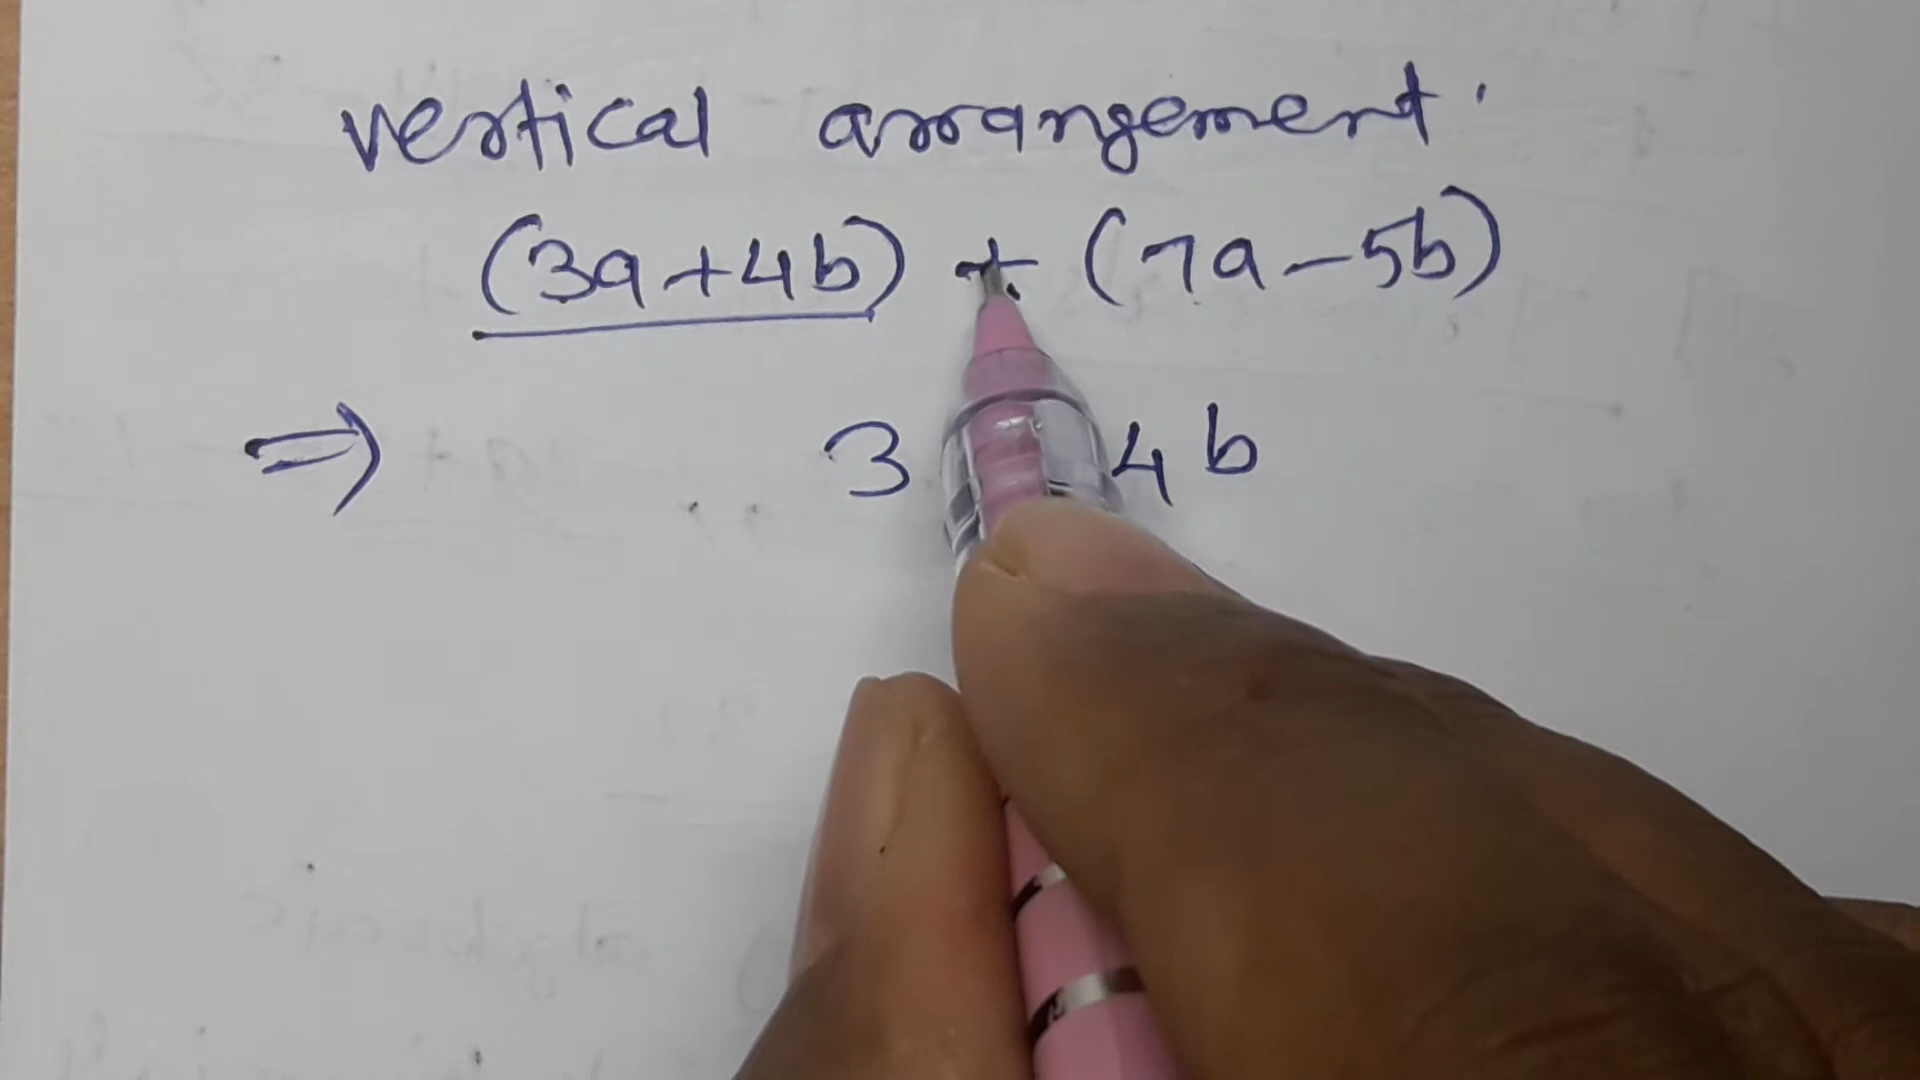 vertical arrangement.
(3a+4b) + (7a-5b)
⇒ 3 4b